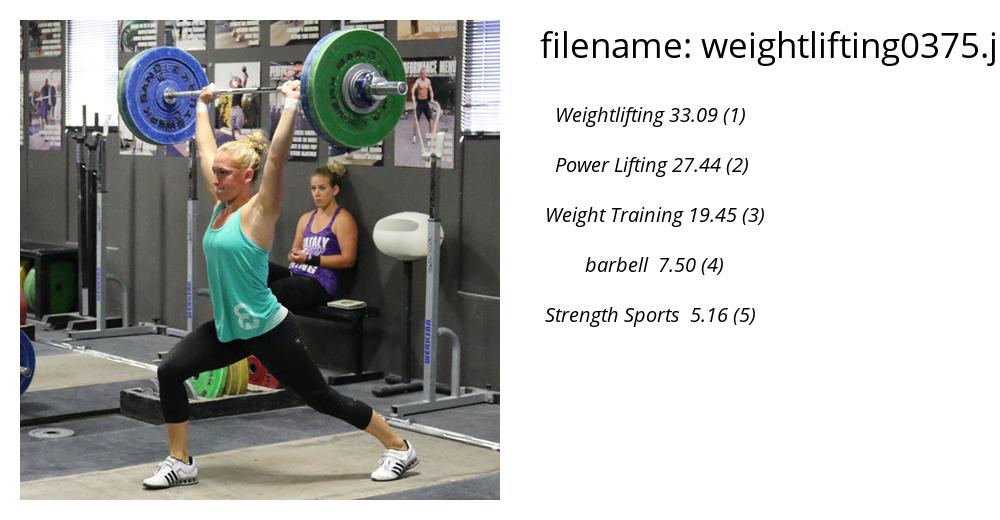 filename: weightlifting0375.j
Weightlifting 33.09 (1)
Power Lifting 27.44 (2)
Weight Training 19.45 (3)
barbell 7.50 (4)
Strength Sports 5.16 (5)